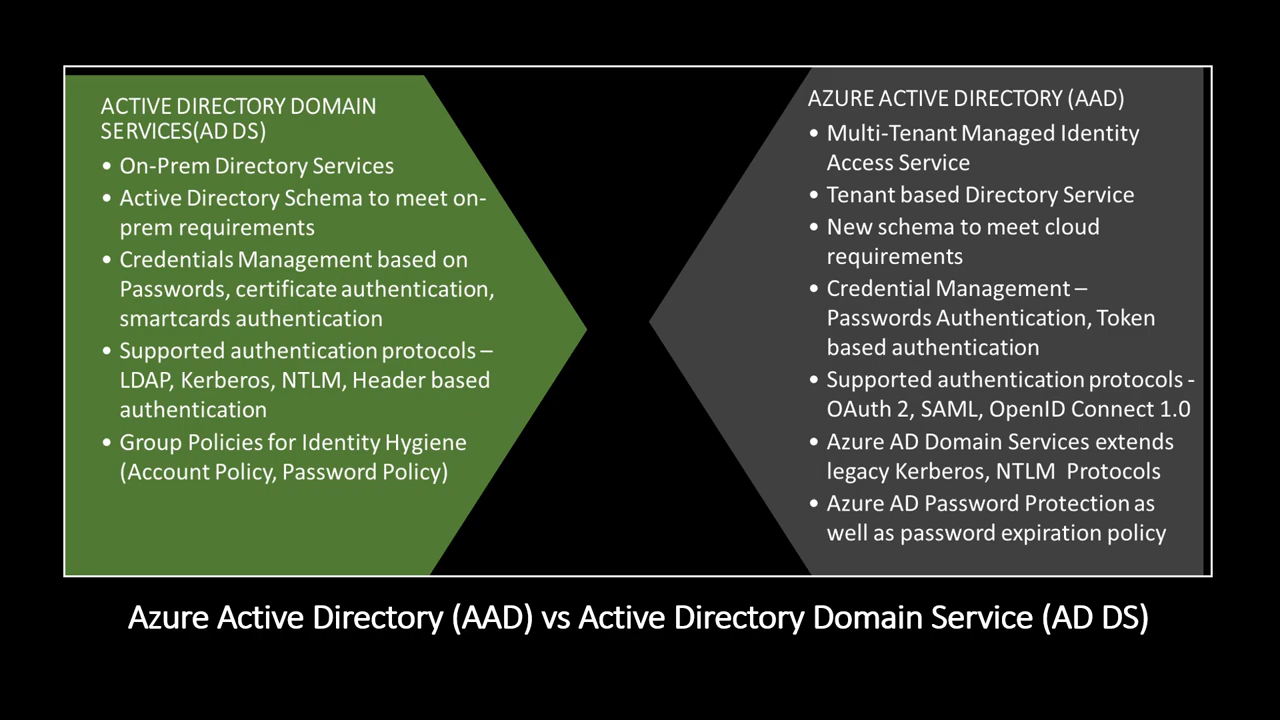 ACTIVE DIRECTORY DOMAIN
SERVICES(AD DS)
• On-Prem Directory Services
• Active Directory Schema to meet on-
prem requirements
• Credentials Management based on
Passwords, certificate authentication,
smartcards authentication
• Supported authentication protocols –
LDAP, Kerberos, NTLM, Header based
authentication
• Group Policies for Identity Hygiene
(Account Policy, Password Policy)
AZURE ACTIVE DIRECTORY (AAD)
• Multi-Tenant Managed Identity
Access Service
• Tenant based Directory Service
• New schema to meet cloud
requirements
• Credential Management –
Passwords Authentication, Token
based authentication
• Supported authentication protocols -
OAuth 2, SAML, OpenID Connect 1.0
• Azure AD Domain Services extends
legacy Kerberos, NTLM Protocols
• Azure AD Password Protection as
well as password expiration policy
Azure Active Directory (AAD) vs Active Directory Domain Service (AD DS)